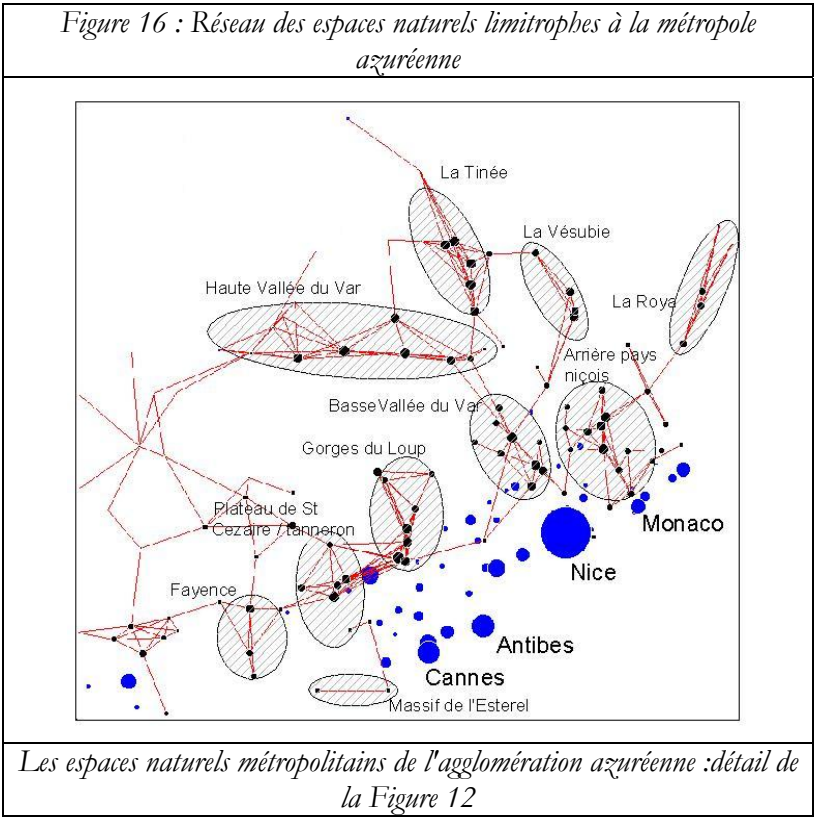 Figure 16 : Réseau des espaces naturels limitrophes à la métropole
azuréenne
La Tinée
La Vésubie
Haute Vallée du Var
La Roya
Arrière pays
niçois
BasseVallée du Var
Gorges du Loup
Plateau de St
Cezaire / tanneron
Monaco
Nice
Fayence
Antibes
Cannes
Massif de l'Esterel
Les espaces naturels métropolitains de l'agglomération azuréenne :détail de
la Figure 12